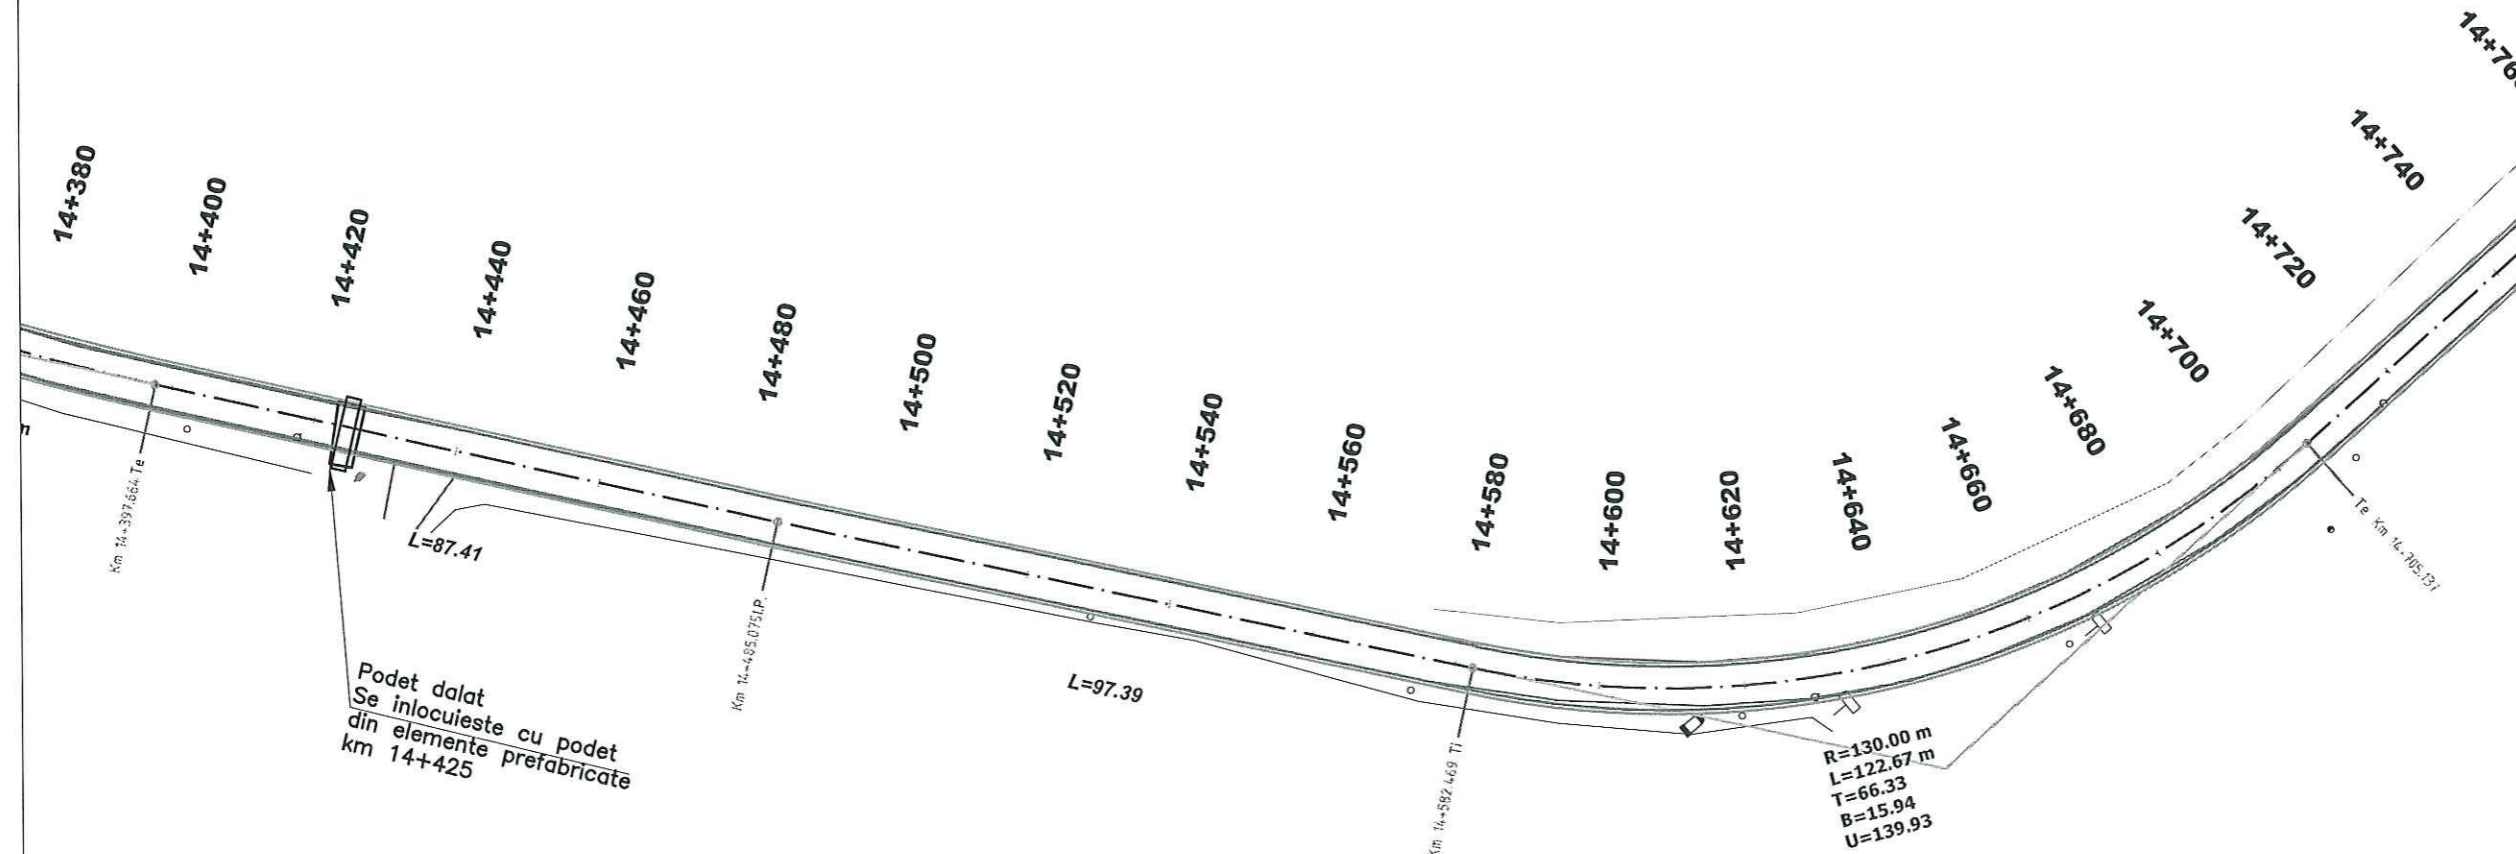 14+380
14+400
14+420
14+440
14+460
14+480
14+500
14+520
14+540
14+560
14+580
14+600
14+620
14+640
14+660
14+680
14+700
14+720
14+740
Km 14+397.664 Te
L=87.41
Km 14+485.075 I.P.
L=97.39
Km 14+582.469 Ti
Te Km 14+705.131
Podet dalat
Se inlocuieste cu podet
din elemente prefabricate
km 14+425
R=130.00 m
L=122.67 m
T=66.33
B=15.94
U=139.93